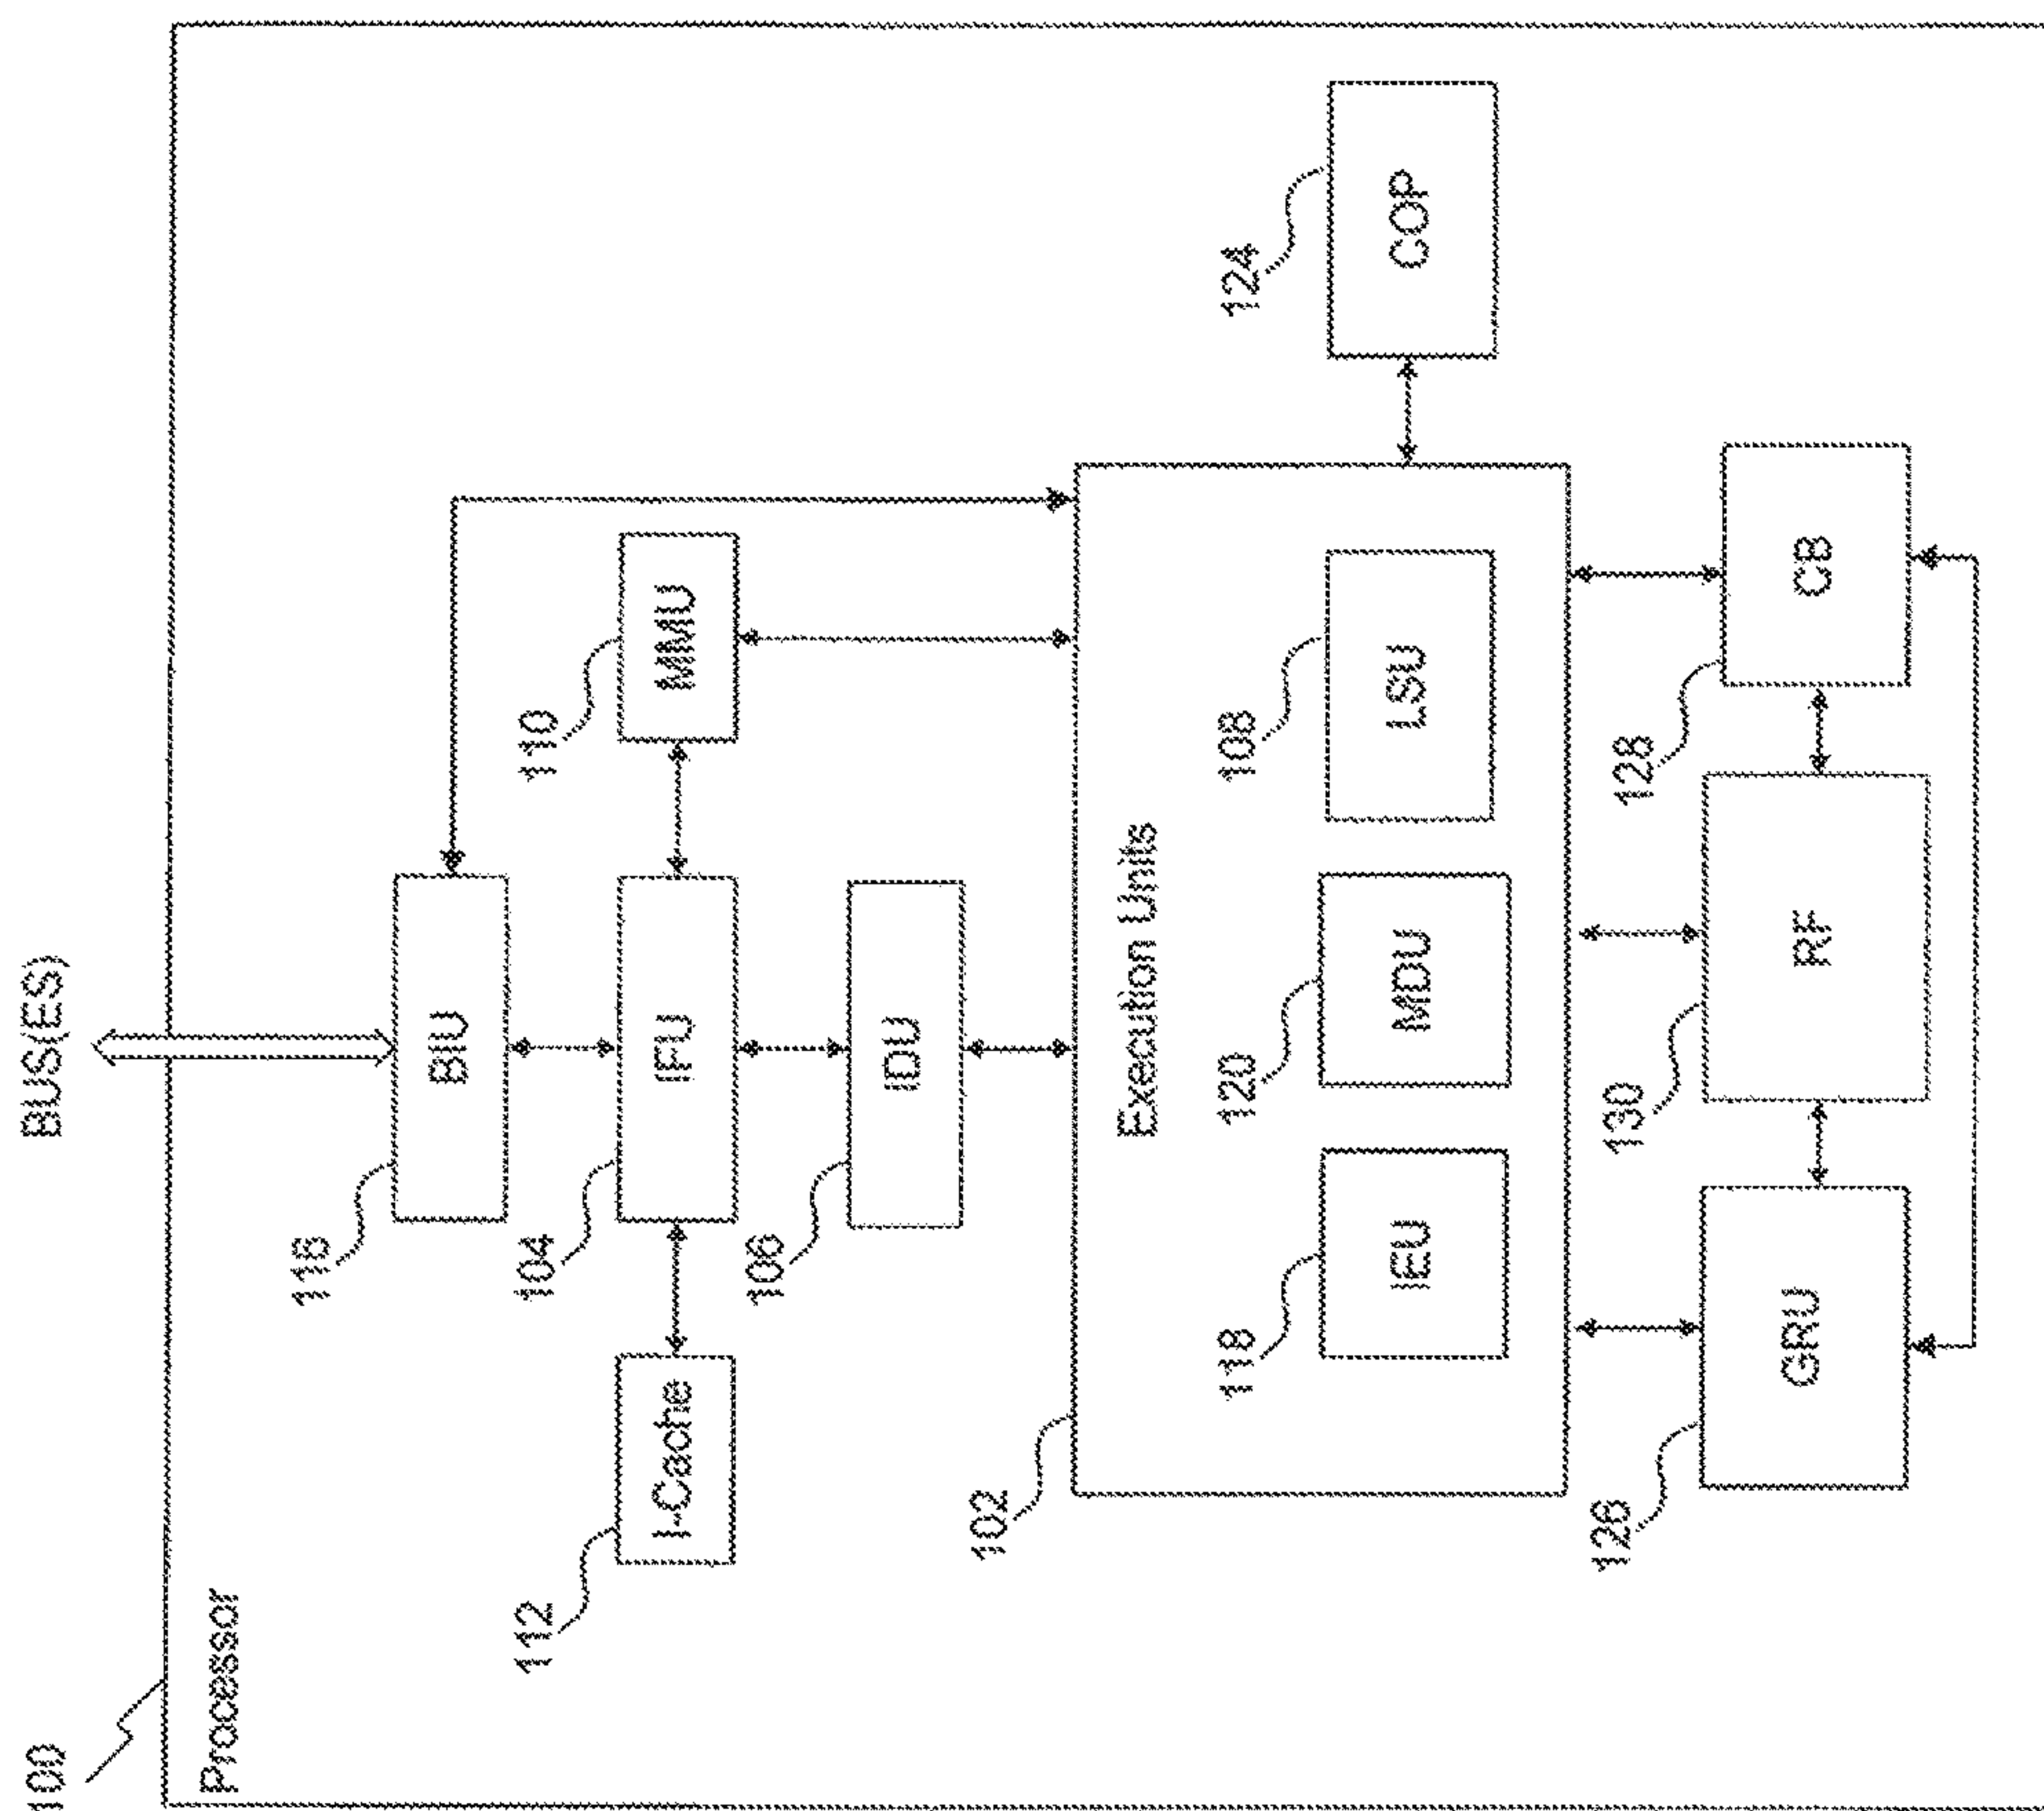 100
BUS(ES)
Processor
116
BIU
112
I-Cache
104
IFU
110
MMU
106
IDU
102
Execution Units
118
IEU
120
MDU
108
LSU
124
COP
126
GRU
130
RF
128
CB